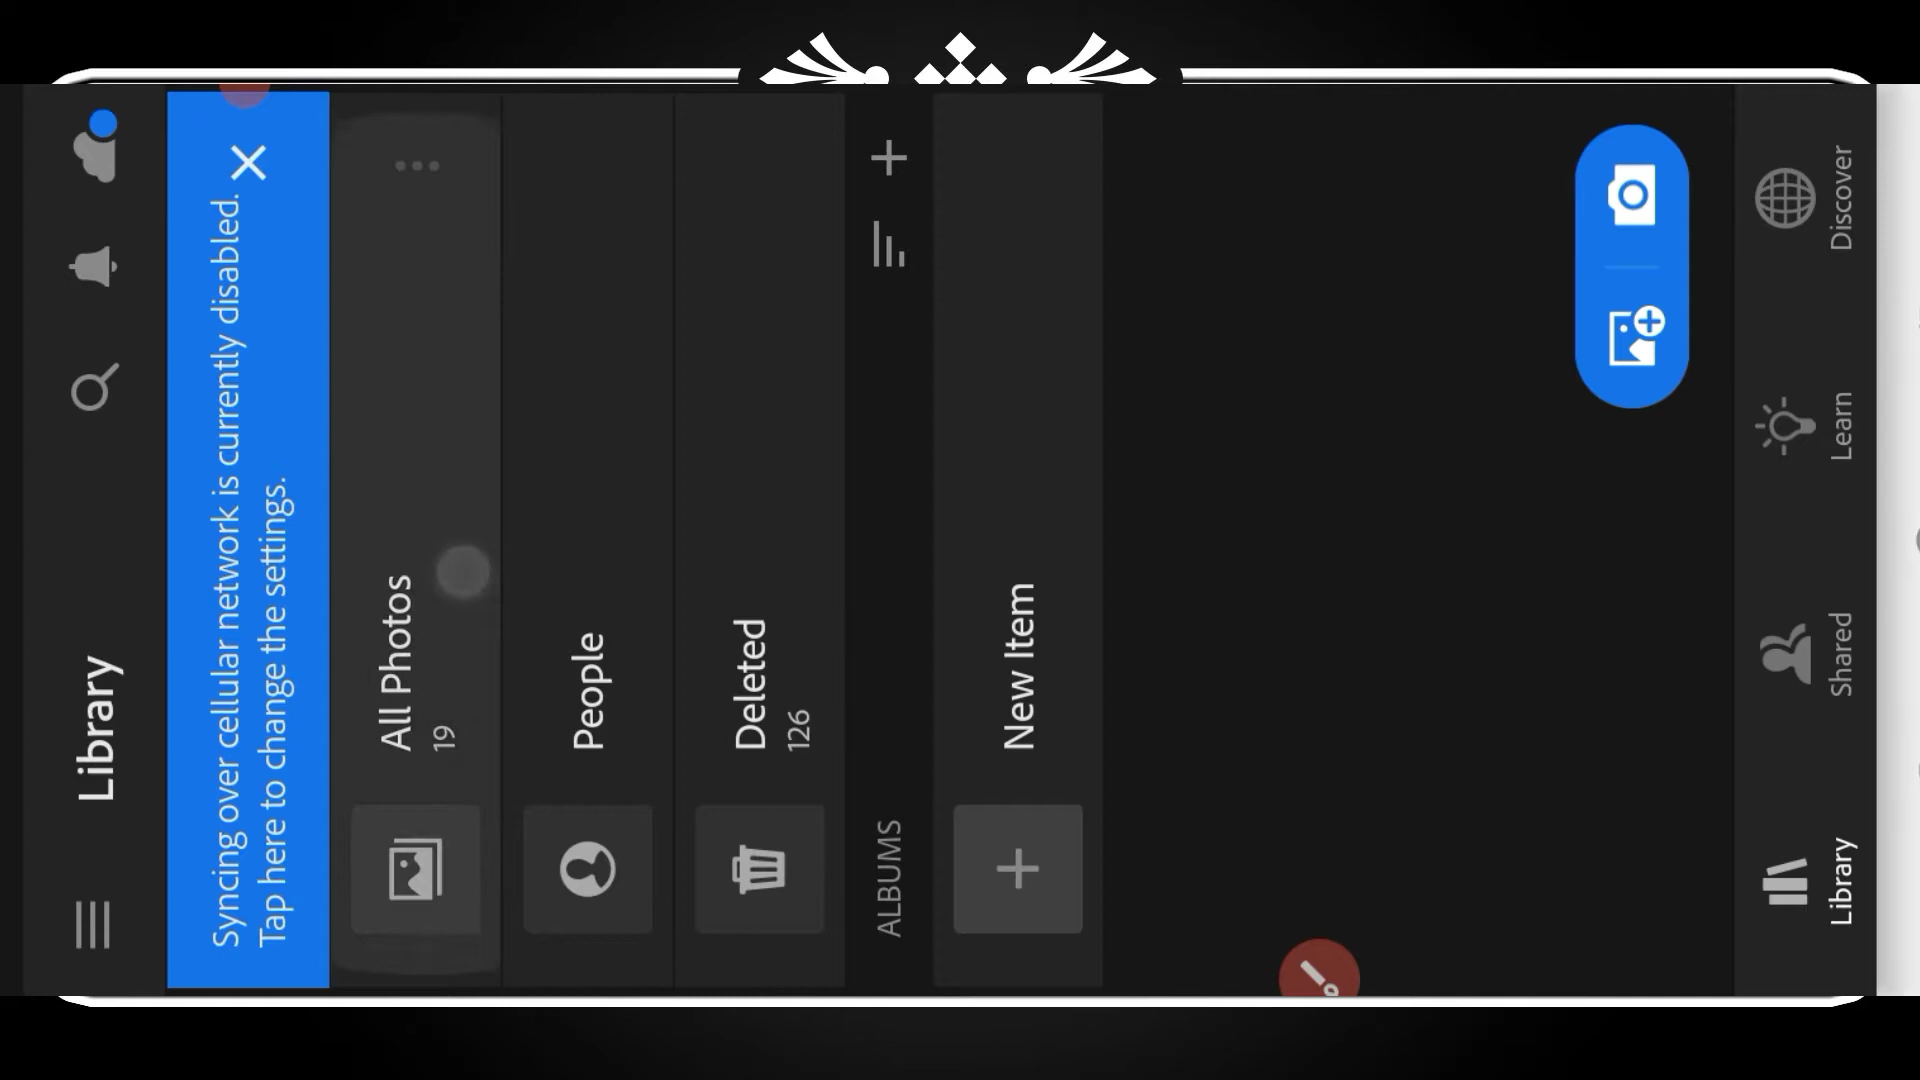 Library
Syncing over cellular network is currently disabled.
Tap here to change the settings.
All Photos
19
People
Deleted
126
ALBUMS
New Item
Library
Shared
Learn
Discover